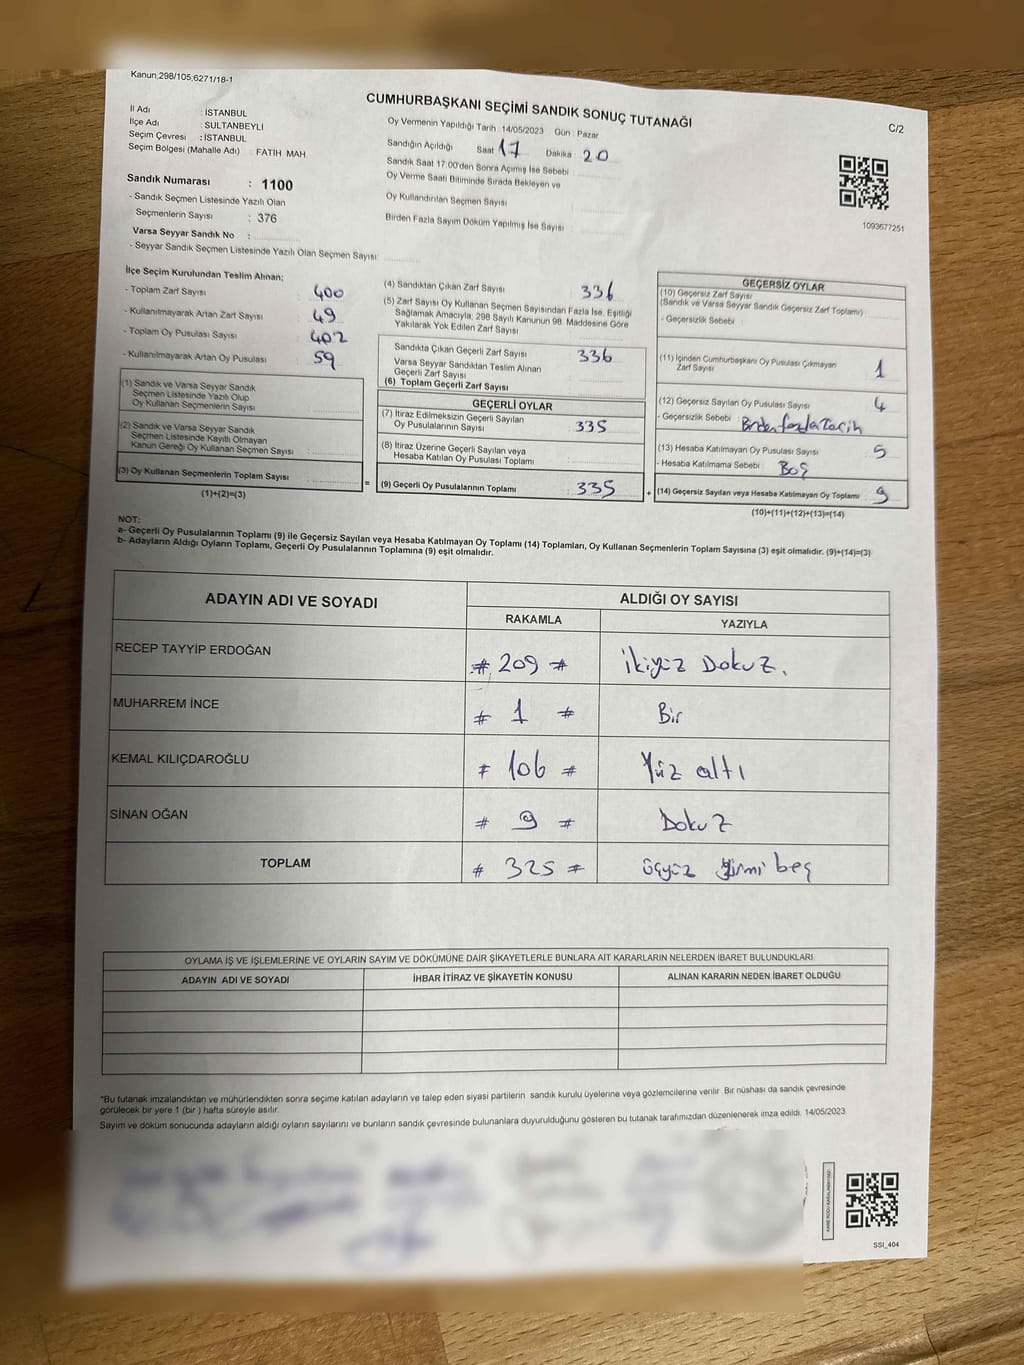 Kanun;298/105;6271/18-1
CUMHURBAŞKANI SEÇİMİ SANDIK SONUÇ TUTANAĞI
C/2
İl Adı : İSTANBUL
İlçe Adı : SULTANBEYLİ
Seçim Çevresi : İSTANBUL
Seçim Bölgesi (Mahalle Adı) : FATİH MAH
Sandık Numarası : 1100
- Sandık Seçmen Listesinde Yazılı Olan
Seçmenlerin Sayısı : 376
Varsa Seyyar Sandık No :
- Seyyar Sandık Seçmen Listesinde Yazılı Olan Seçmen Sayısı
Oy Vermenin Yapıldığı Tarih : 14/05/2023 Gün : Pazar
Sandığın Açıldığı Saat 17 Dakika : 20
Sandık Saat 17:00'den Sonra Açımış İse Sebebi
Oy Verme Saati Bitiminde Sırada Bekleyen ve
Oy Kullandırılan Seçmen Sayısı
Birden Fazla Sayım Döküm Yapılmış İse Sayısı
1093677251
İlçe Seçim Kurulundan Teslim Alınan;
- Toplam Zarf Sayısı : 400
- Kullanılmayarak Artan Zarf Sayısı : 49
- Toplam Oy Pusulası Sayısı : 402
- Kullanılmayarak Artan Oy Pusulası : 59
(1) Sandık ve Varsa Seyyar Sandık
Seçmen Listesinde Yazılı Olup
Oy Kullanan Seçmenlerin Sayısı
(2) Sandık ve Varsa Seyyar Sandık
Seçmen Listesinde Kayıtlı Olmayan
Kanun Gereği Oy Kullanan Seçmen Sayısı
(3) Oy Kullanan Seçmenlerin Toplam Sayısı
(1)+(2)=(3)
=
(4) Sandıktan Çıkan Zarf Sayısı : 336
(5) Zarf Sayısı Oy Kullanan Seçmen Sayısından Fazla İse, Eşitliği
Sağlamak Amacıyla; 298 Sayılı Kanunun 98. Maddesine Göre
Yakılarak Yok Edilen Zarf Sayısı
Sandıkta Çıkan Geçerli Zarf Sayısı : 336
Varsa Seyyar Sandıktan Teslim Alınan
Geçerli Zarf Sayısı
(6) Toplam Geçerli Zarf Sayısı
GEÇERLİ OYLAR
(7) İtiraz Edilmeksizin Geçerli Sayılan
Oy Pusulalarının Sayısı : 335
(8) İtiraz Üzerine Geçerli Sayılan veya
Hesaba Katılan Oy Pusulası Toplamı
(9) Geçerli Oy Pusulalarının Toplamı : 335
+
GEÇERSİZ OYLAR
(10) Geçersiz Zarf Sayısı
(Sandık ve Varsa Seyyar Sandık Geçersiz Zarf Toplamı)
- Geçersizlik Sebebi
(11) İçinden Cumhurbaşkanı Oy Pusulası Çıkmayan
Zarf Sayısı : 1
(12) Geçersiz Sayılan Oy Pusulası Sayısı : 4
- Geçersizlik Sebebi : Birden fazla Tercih
(13) Hesaba Katılmayan Oy Pusulası Sayısı : 5
- Hesaba Katılmama Sebebi : Boş
(14) Geçersiz Sayılan veya Hesaba Katılmayan Oy Toplamı : 9
(10)+(11)+(12)+(13)=(14)
NOT:
a- Geçerli Oy Pusulalarının Toplamı (9) ile Geçersiz Sayılan veya Hesaba Katılmayan Oy Toplamı (14) Toplamları, Oy Kullanan Seçmenlerin Toplam Sayısına (3) eşit olmalıdır. (9)+(14)=(3)
b- Adayların Aldığı Oyların Toplamı, Geçerli Oy Pusulalarının Toplamına (9) eşit olmalıdır.
ADAYIN ADI VE SOYADI
ALDIĞI OY SAYISI
RAKAMLA YAZIYLA
RECEP TAYYİP ERDOĞAN # 209 # İkiyüz Dokuz.
MUHARREM İNCE # 1 # Bir
KEMAL KILIÇDAROĞLU # 106 # Yüz altı
SİNAN OĞAN # 9 # Dokuz
TOPLAM # 325 # üçyüz yirmi beş
OYLAMA İŞ VE İŞLEMLERİNE VE OYLARIN SAYIM VE DÖKÜMÜNE DAİR ŞİKAYETLERLE BUNLARA AİT KARARLARIN NELERDEN İBARET BULUNDUKLARI
ADAYIN ADI VE SOYADI İHBAR İTİRAZ VE ŞİKAYETİN KONUSU ALINAN KARARIN NEDEN İBARET OLDUĞU
*Bu tutanak imzalandıktan ve mühürlendikten sonra seçime katılan adayların ve talep eden siyasi partilerin sandık kurulu üyelerine veya gözlemcilerine verilir. Bir nüshası da sandık çevresinde
görülecek bir yere 1 (bir ) hafta süreyle asılır.
Sayım ve döküm sonucunda adayların aldığı oyların sayılarını ve bunların sandık çevresinde bulunanlara duyurulduğunu gösteren bu tutanak tarafımızdan düzenlenerek imza edildi. 14/05/2023
SSI_404